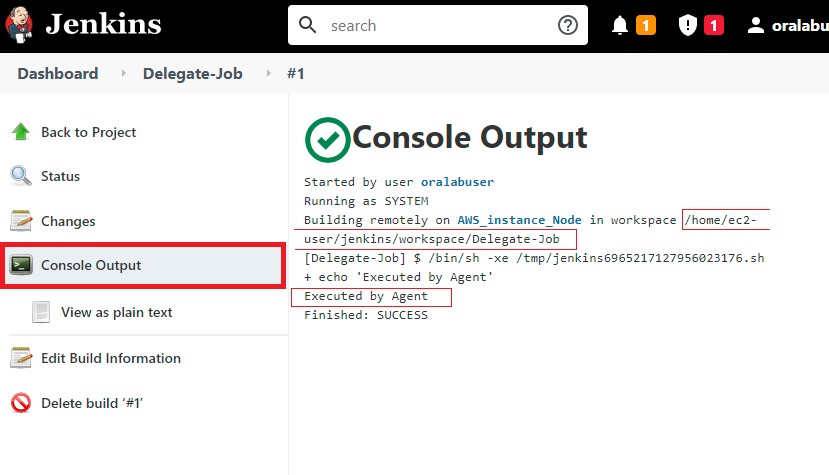 Jenkins
search
1
1
oralabu
Dashboard
Delegate-Job
#1
Back to Project
Status
Changes
Console Output
View as plain text
Edit Build Information
Delete build ‘#1’
Console Output
Started by user oralabuser
Running as SYSTEM
Building remotely on AWS_instance_Node in workspace /home/ec2-
user/jenkins/workspace/Delegate-Job
[Delegate-Job] $ /bin/sh -xe /tmp/jenkins6965217127956023176.sh
+ echo 'Executed by Agent'
Executed by Agent
Finished: SUCCESS